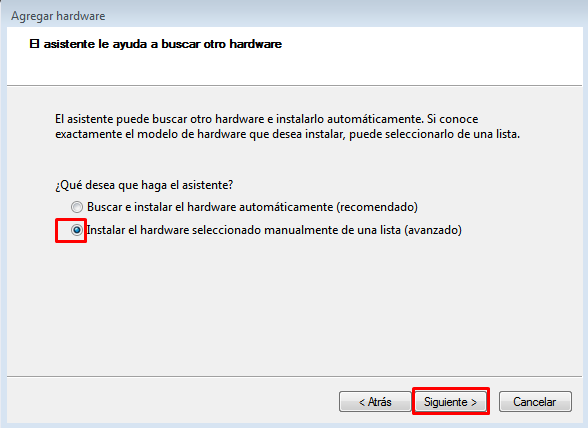 Agregar hardware
El asistente le ayuda a buscar otro hardware
El asistente puede buscar otro hardware e instalarlo automáticamente. Si conoce
exactamente el modelo de hardware que desea instalar, puede seleccionarlo de una lista.
¿Qué desea que haga el asistente?
Buscar e instalar el hardware automáticamente (recomendado)
Instalar el hardware seleccionado manualmente de una lista (avanzado)
< Atrás
Siguiente >
Cancelar